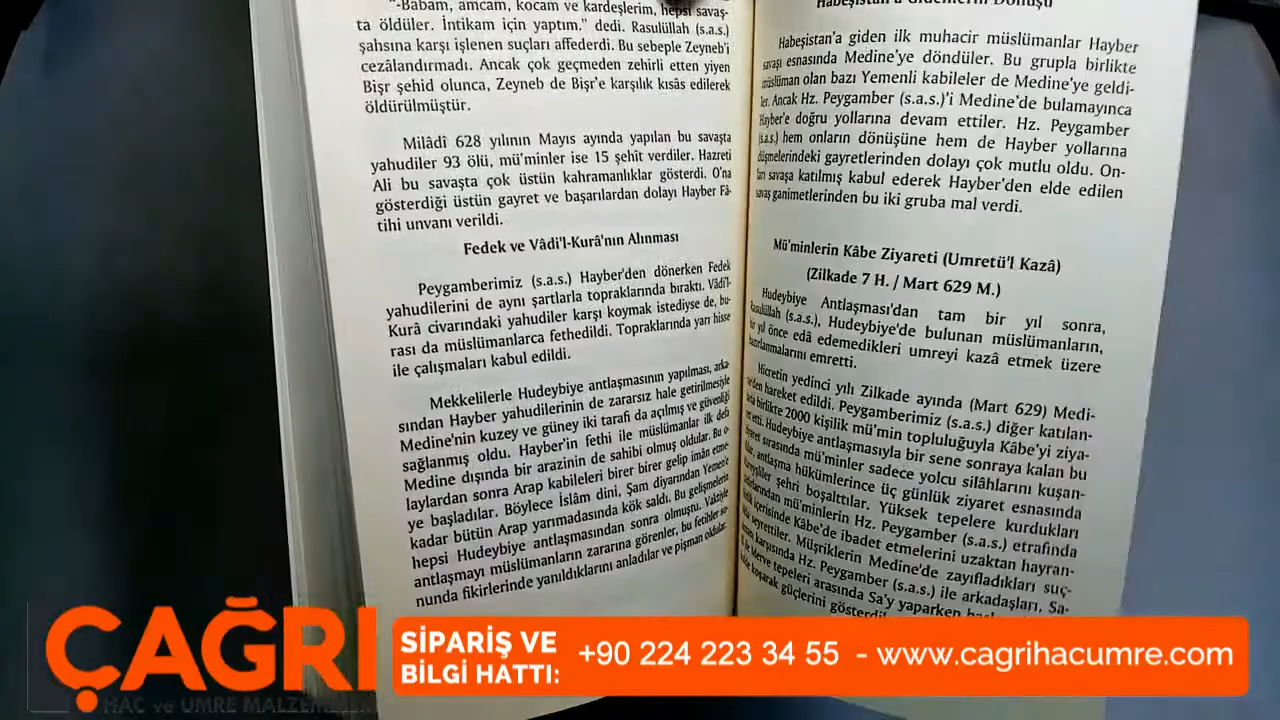 "-Babam, amcam, kocam ve kardeşlerim, hepsi savaş-
ta öldüler. İntikam için yaptım." dedi. Rasulüllah (s.a.s.)
şahsına karşı işlenen suçları affederdi. Bu sebeple Zeyneb'i
cezâlandırmadı. Ancak çok geçmeden zehirli etten yiyen
Bişr şehid olunca, Zeyneb de Bişr'e karşılık kısâs edilerek
öldürülmüştür.
Milâdî 628 yılının Mayıs ayında yapılan bu savaşta
yahudiler 93 ölü, mü'minler ise 15 şehît verdiler. Hazreti
Ali bu savaşta çok üstün kahramanlıklar gösterdi. O'na
gösterdiği üstün gayret ve başarılardan dolayı Hayber Fâ-
tihi unvanı verildi.
Fedek ve Vâdi'l-Kurâ'nın Alınması
Peygamberimiz (s.a.s.) Hayber'den dönerken Fedek
yahudilerini de aynı şartlarla topraklarında bıraktı. Vâdi'l-
Kurâ civarındaki yahudiler karşı koymak istediyse de, bu-
rası da müslümanlarca fethedildi. Topraklarında yarı hisse
ile çalışmaları kabul edildi.
Mekkelilerle Hudeybiye antlaşmasının yapılması, arka-
sından Hayber yahudilerinin de zararsız hale getirilmesiyle
Medine'nin kuzey ve güney iki tarafı da açılmış ve güvenliği
sağlanmış oldu. Hayber'in fethi ile müslümanlar ilk defa
Medine dışında bir arazinin de sahibi olmuş oldular. Bu o-
laylardan sonra Arap kabileleri birer birer gelip imân etme
ye başladılar. Böylece İslâm dini, Şam diyarından Yemen'e
kadar bütün Arap yarımadasında kök saldı. Bu gelişmelerin
hepsi Hudeybiye antlaşmasından sonra olmuştu. Vaktiyle
antlaşmayı müslümanların zararına görenler, bu fetihler so-
nunda fikirlerinde yanıldıklarını anladılar ve pişman oldular.
Habeşistan'a Gidenlerin Dönüşü
Habeşistan'a giden ilk muhacir müslümanlar Hayber
savaşı esnasında Medine'ye döndüler. Bu grupla birlikte
müslüman olan bazı Yemenli kabileler de Medine'ye geldi-
ler. Ancak Hz. Peygamber (s.a.s.)'i Medine'de bulamayınca
Hayber'e doğru yollarına devam ettiler. Hz. Peygamber
(s.a.s.) hem onların dönüşüne hem de Hayber yollarına
düşmelerindeki gayretlerinden dolayı çok mutlu oldu. On-
ları savaşa katılmış kabul ederek Hayber'den elde edilen
savaş ganimetlerinden bu iki gruba mal verdi.
Mü'minlerin Kâbe Ziyareti (Umretü'l Kazâ)
(Zilkade 7 H. / Mart 629 M.)
Hudeybiye Antlaşması'dan tam bir yıl sonra,
Rasulüllah (s.a.s.), Hudeybiye'de bulunan müslümanların,
bir yıl önce edâ edemedikleri umreyi kazâ etmek üzere
hazırlanmalarını emretti.
Hicretin yedinci yılı Zilkade ayında (Mart 629) Medi-
ne'den hareket edildi. Peygamberimiz (s.a.s.) diğer katılan-
larla birlikte 2000 kişilik mü'min topluluğuyla Kâbe'yi ziya-
ret etti. Hudeybiye antlaşmasıyla bir sene sonraya kalan bu
ziyaret sırasında mü'minler sadece yolcu silâhlarını kuşan-
dılar, antlaşma hükümlerince üç günlük ziyaret esnasında
Kureyşliler şehri boşalttılar. Yüksek tepelere kurdukları
mü'minlerin Hz. Peygamber (s.a.s.) etrafında
içerisinde Kâbe'de ibadet etmelerini uzaktan hayran-
seyrettiler. Müşriklerin Medine'de zayıfladıkları suç-
karşısında Hz. Peygamber (s.a.s.) ile arkadaşları, Sa-
Merve tepeleri arasında Sa'y yaparken
koşarak güçlerini
ÇAĞRI
HAC ve UMRE
SİPARİŞ VE
BİLGİ HATTI:
+90 224 223 34 55 - www.cagrihacumre.com